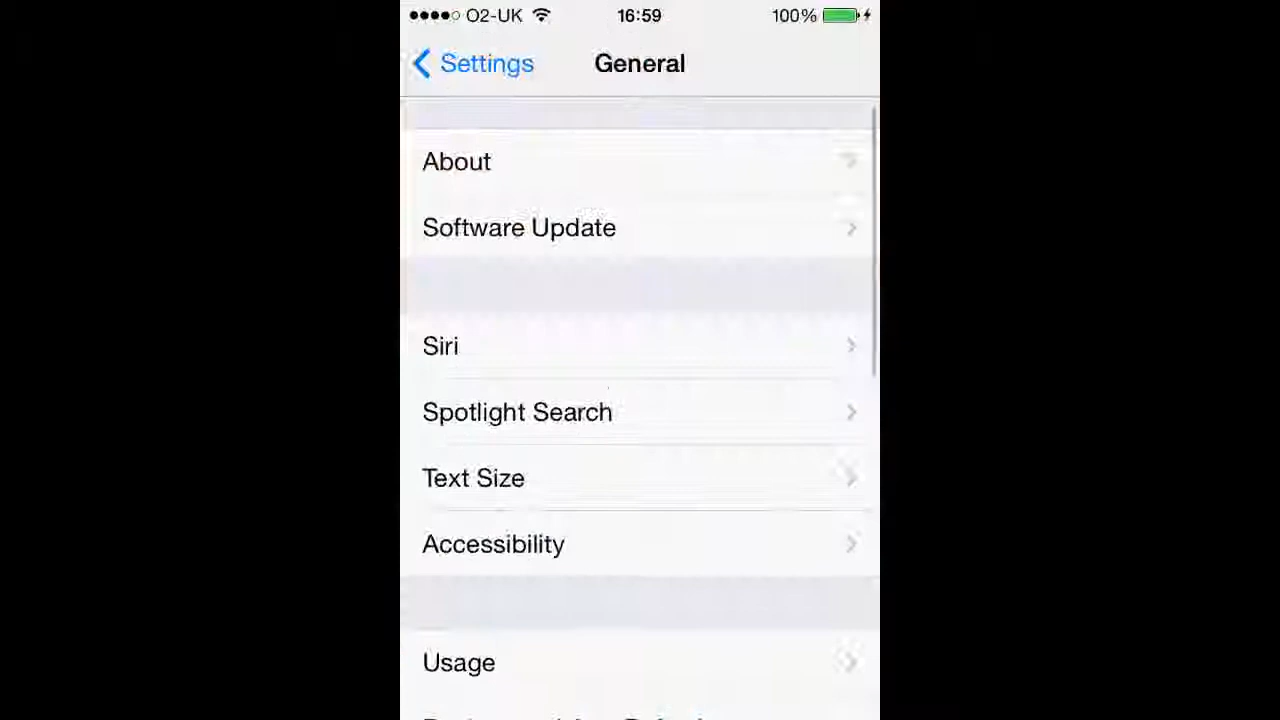 O2-UK 16:59 100%
Settings General
About
Software Update
Siri
Spotlight Search
Text Size
Accessibility
Usage